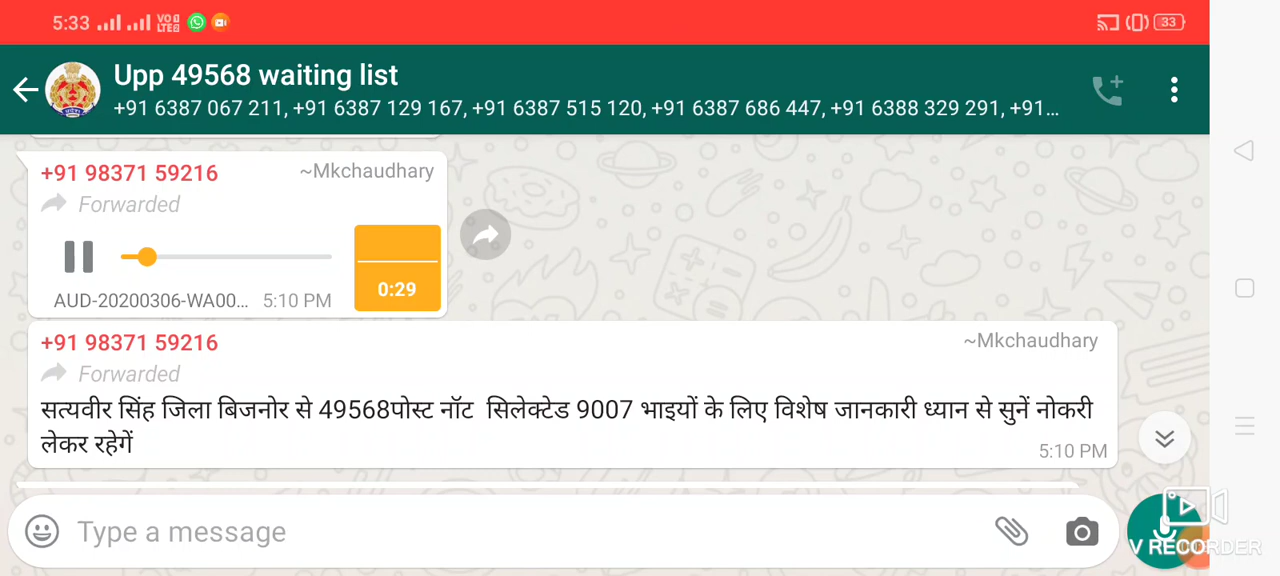 5:33 VO LTE 33
Upp 49568 waiting list
+91 6387 067 211, +91 6387 129 167, +91 6387 515 120, +91 6387 686 447, +91 6388 329 291, +91...
+91 98371 59216 ~Mkchaudhary
Forwarded
0:29
AUD-20200306-WA00... 5:10 PM
+91 98371 59216 ~Mkchaudhary
Forwarded
सत्यवीर सिंह जिला बिजनोर से 49568पोस्ट नॉट सिलेक्टेड 9007 भाइयों के लिए विशेष जानकारी ध्यान से सुनें नोकरी
लेकर रहेगें
5:10 PM
Type a message
V RECORDER